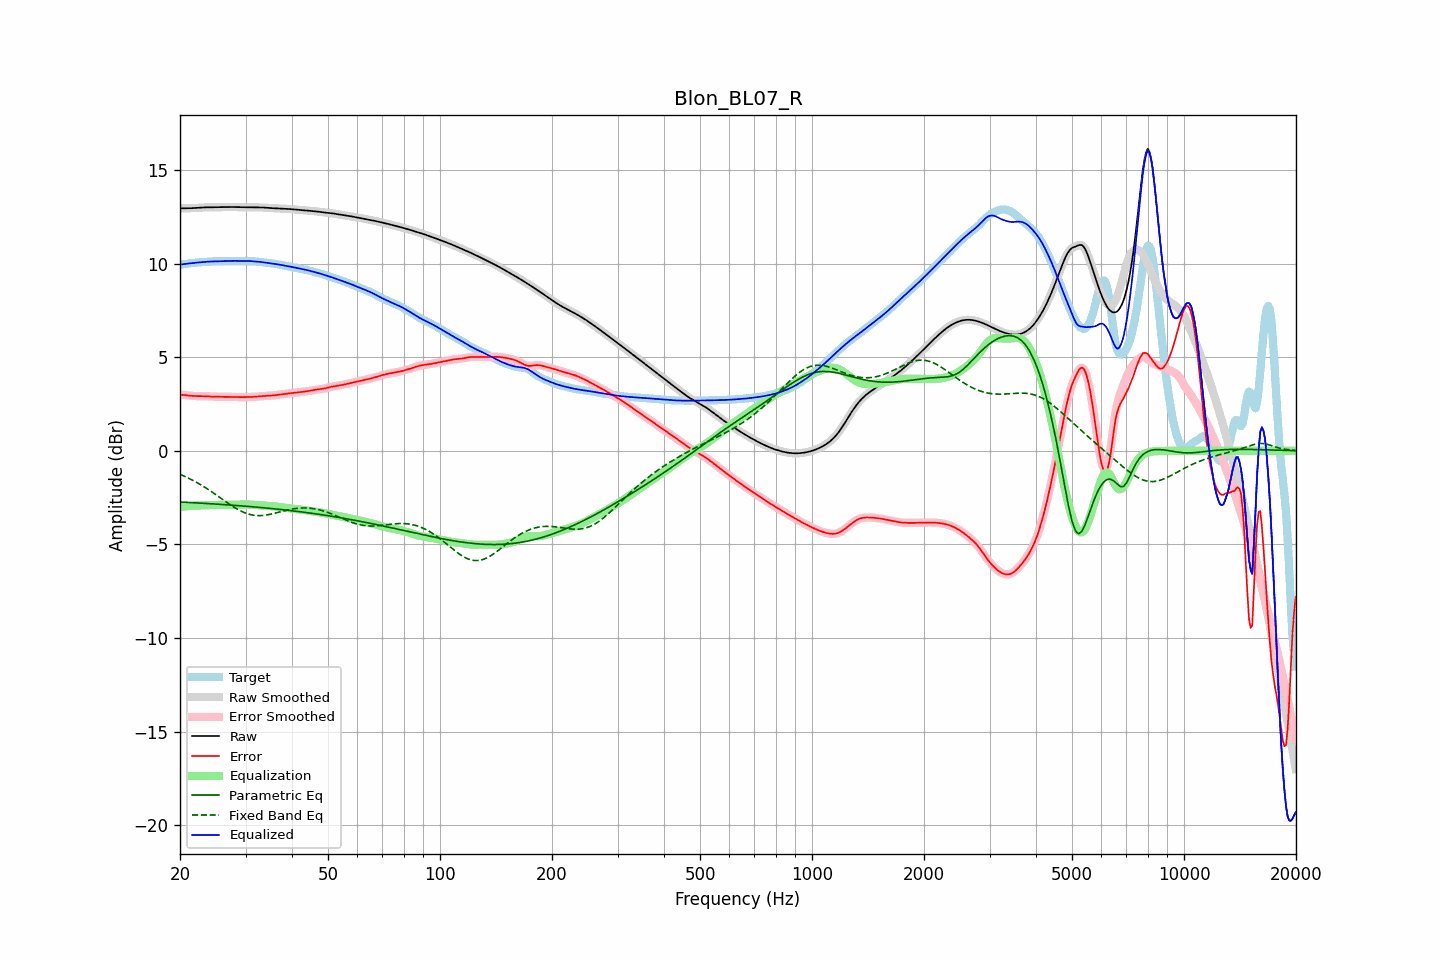 Blon_BL07_R
Amplitude (dBr)
15
10
5
0
−5
−10
−15
−20
Target
Raw Smoothed
Error Smoothed
Raw
Error
Equalization
Parametric Eq
Fixed Band Eq
Equalized
20 50 100 200 500 1000 2000 5000 10000 20000
Frequency (Hz)